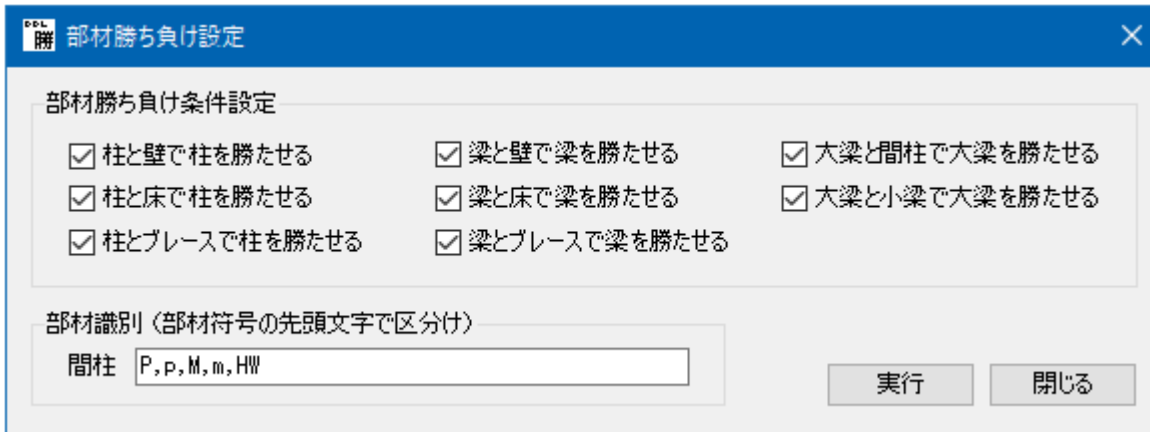 DDL
勝 部材勝ち負け設定
部材勝ち負け条件設定
柱と壁で柱を勝たせる 梁と壁で梁を勝たせる 大梁と間柱で大梁を勝たせる
柱と床で柱を勝たせる 梁と床で梁を勝たせる 大梁と小梁で大梁を勝たせる
柱とブレースで柱を勝たせる 梁とブレースで梁を勝たせる
部材識別（部材符号の先頭文字で区分け）
間柱 P,p,M,m,HW
実行 閉じる